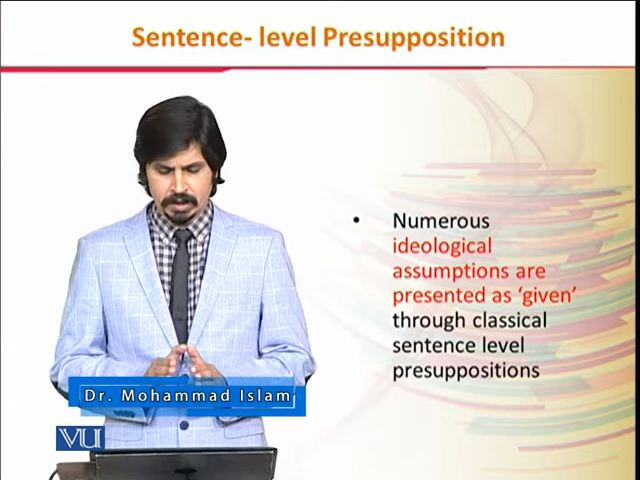 Sentence- level Presupposition
• Numerous
ideological
assumptions are
presented as ‘given’
through classical
sentence level
presuppositions
Dr. Mohammad Islam
VU